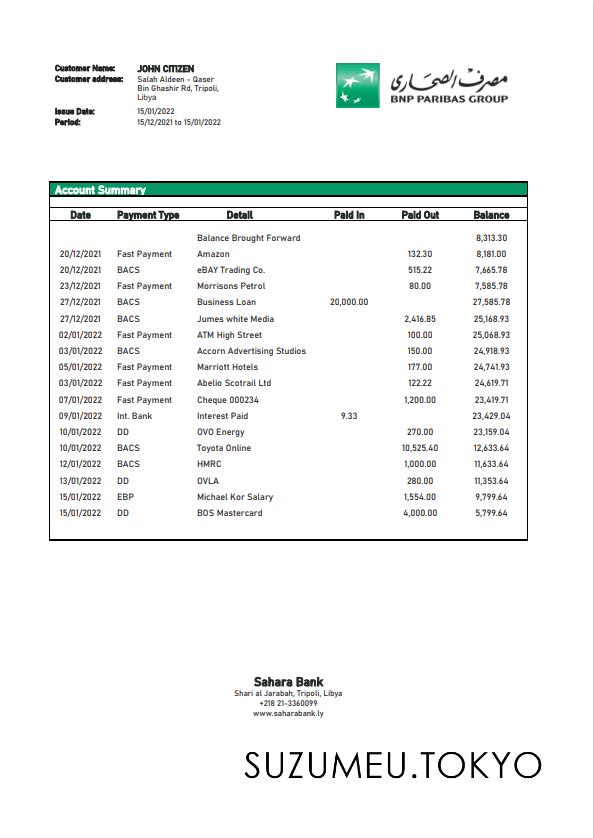 Customer Name: JOHN CITIZEN
Customer address: Salah Aldeen - Qaser
Bin Ghashir Rd, Tripoli,
Libya
Issue Date: 15/01/2022
Period: 15/12/2021 to 15/01/2022
مصرف الصحاري
BNP PARIBAS GROUP
Account Summary
Date Payment Type Detail Paid In Paid Out Balance
Balance Brought Forward 8,313.30
20/12/2021 Fast Payment Amazon 132.30 8,181.00
20/12/2021 BACS eBAY Trading Co. 515.22 7,665.78
23/12/2021 Fast Payment Morrisons Petrol 80.00 7,585.78
27/12/2021 BACS Business Loan 20,000.00 27,585.78
27/12/2021 BACS Jumes white Media 2,416.85 25,168.93
02/01/2022 Fast Payment ATM High Street 100.00 25,068.93
03/01/2022 BACS Accorn Advertising Studios 150.00 24,918.93
05/01/2022 Fast Payment Marriott Hotels 177.00 24,741.93
03/01/2022 Fast Payment Abelio Scotrail Ltd 122.22 24,619.71
07/01/2022 Fast Payment Cheque 000234 1,200.00 23,419.71
09/01/2022 Int. Bank Interest Paid 9.33 23,429.04
10/01/2022 DD OVO Energy 270.00 23,159.04
10/01/2022 BACS Toyota Online 10,525.40 12,633.64
12/01/2022 BACS HMRC 1,000.00 11,633.64
13/01/2022 DD OVLA 280.00 11,353.64
15/01/2022 EBP Michael Kor Salary 1,554.00 9,799.64
15/01/2022 DD BOS Mastercard 4,000.00 5,799.64
Sahara Bank
Shari al Jarabah, Tripoli, Libya
+218 21-3360099
www.saharabank.ly
SUZUMEU.TOKYO